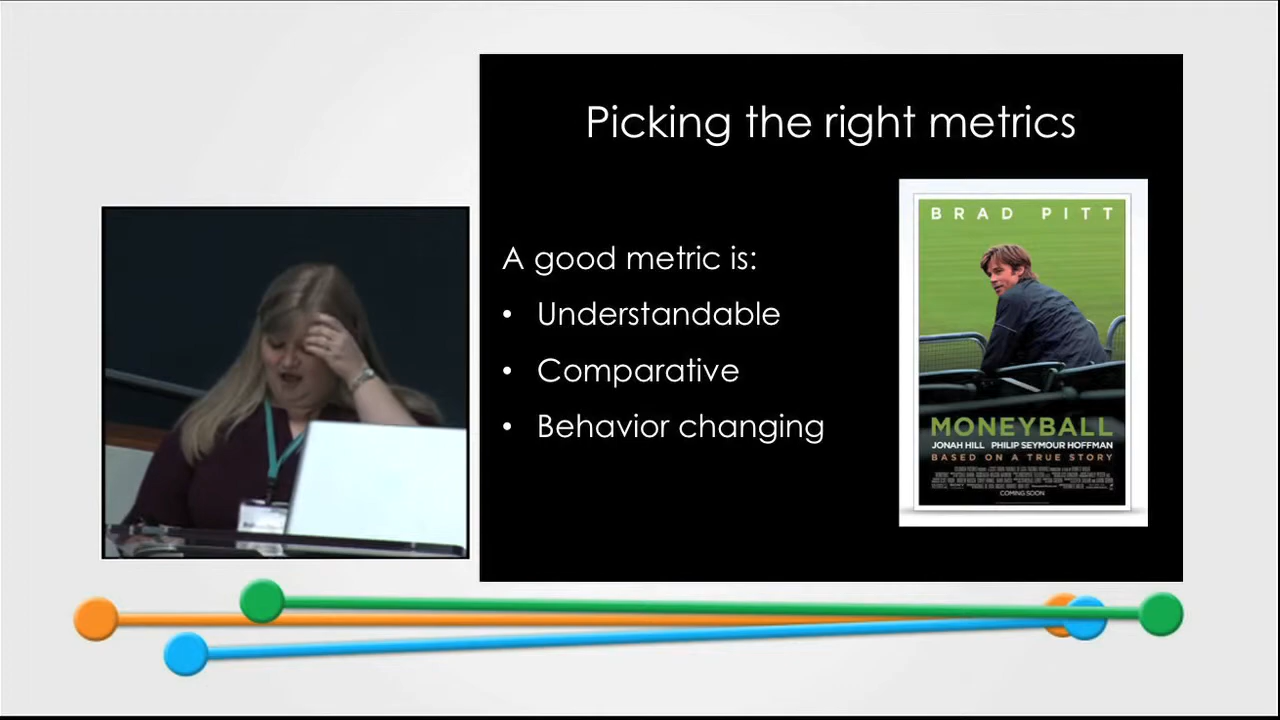 Picking the right metrics
A good metric is:
• Understandable
• Comparative
• Behavior changing
BRAD PITT
MONEYBALL
JONAH HILL PHILIP SEYMOUR HOFFMAN
BASED ON A TRUE STORY
COMING SOON